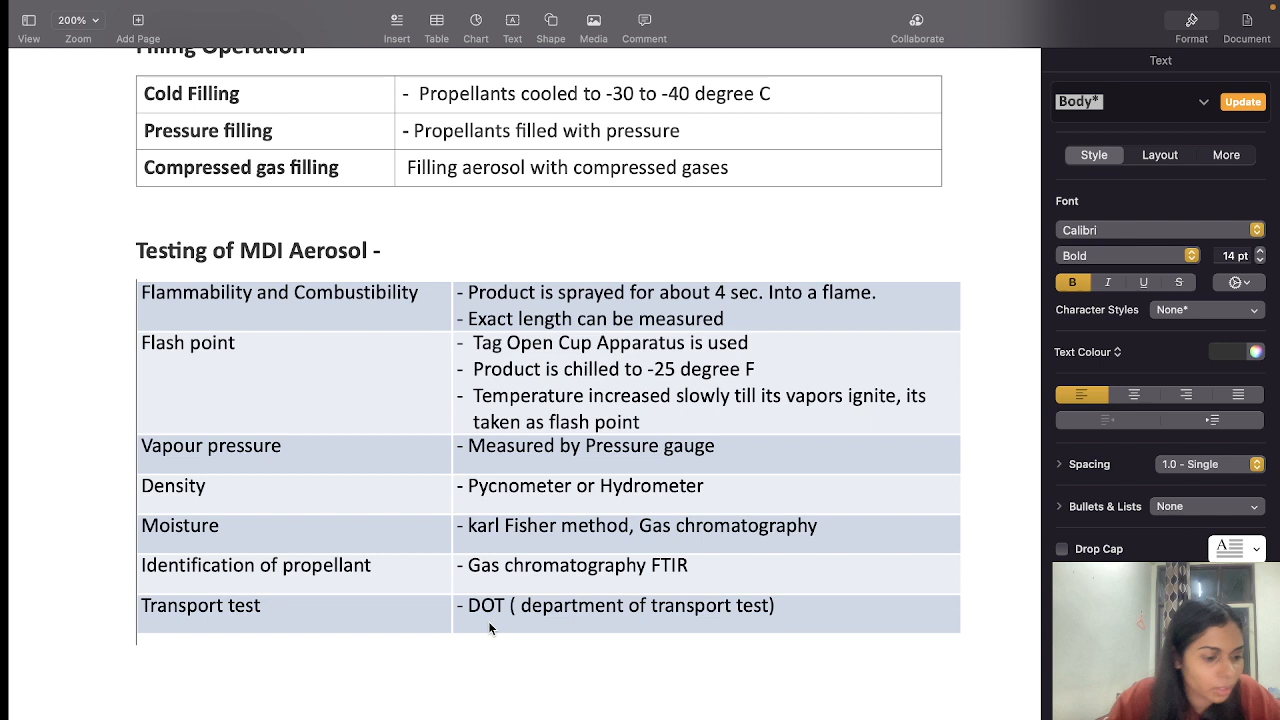 200%
View
Zoom
Add Page
Insert
Table
Chart
Text
Shape
Media
Comment
Collaborate
Format
Document
Filling Operation
Cold Filling
- Propellants cooled to -30 to -40 degree C
Pressure filling
- Propellants filled with pressure
Compressed gas filling
Filling aerosol with compressed gases
Testing of MDI Aerosol -
Flammability and Combustibility
- Product is sprayed for about 4 sec. Into a flame.
- Exact length can be measured
Flash point
- Tag Open Cup Apparatus is used
- Product is chilled to -25 degree F
- Temperature increased slowly till its vapors ignite, its
taken as flash point
Vapour pressure
- Measured by Pressure gauge
Density
- Pycnometer or Hydrometer
Moisture
- karl Fisher method, Gas chromatography
Identification of propellant
- Gas chromatography FTIR
Transport test
- DOT ( department of transport test)
Text
Body*
Update
Style
Layout
More
Font
Calibri
Bold
14 pt
B
I
U
S
Character Styles
None*
Text Colour
Spacing
1.0 - Single
Bullets & Lists
None
Drop Cap
A